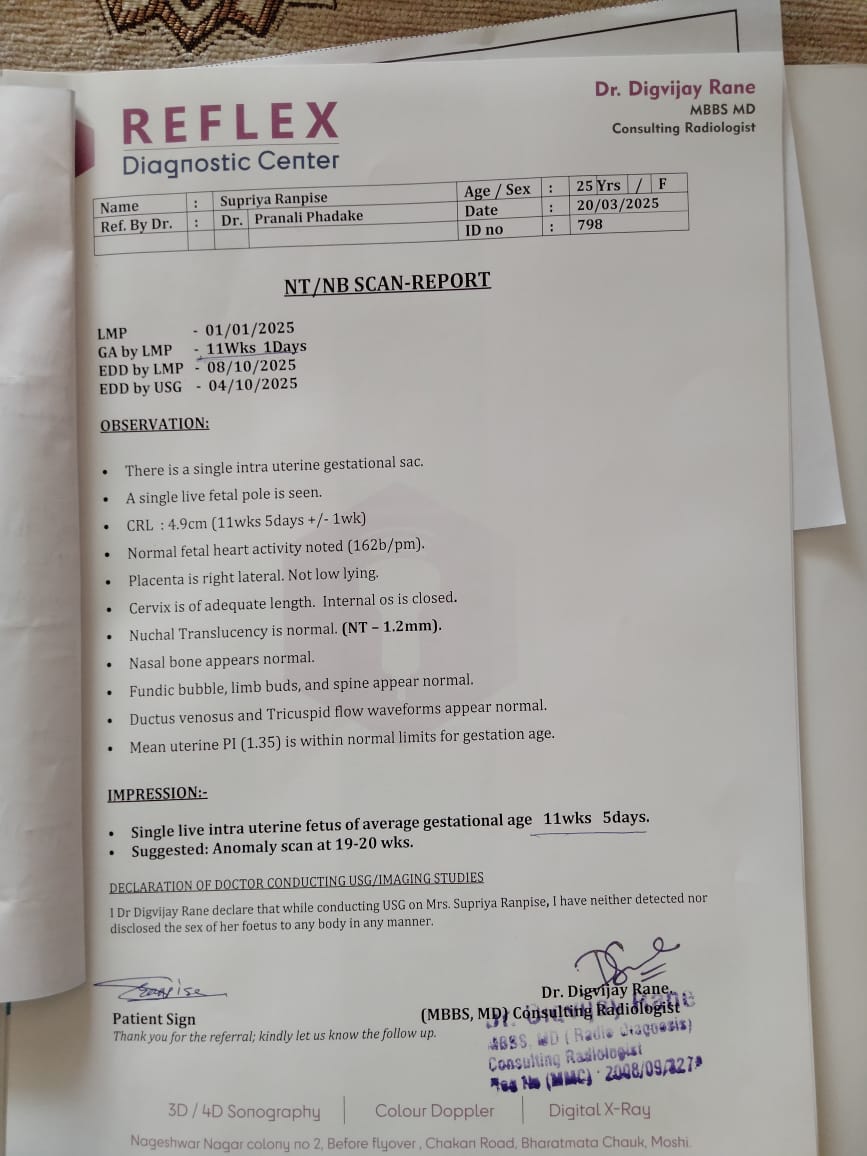 REFLEX
Diagnostic Center
Dr. Digvijay Rane
MBBS MD
Consulting Radiologist
Name : Supriya Ranpise Age / Sex : 25 Yrs / F
Ref. By Dr. : Dr. Pranali Phadake Date : 20/03/2025
ID no : 798
NT/NB SCAN-REPORT
LMP - 01/01/2025
GA by LMP - 11Wks 1Days
EDD by LMP - 08/10/2025
EDD by USG - 04/10/2025
OBSERVATION:
• There is a single intra uterine gestational sac.
• A single live fetal pole is seen.
• CRL : 4.9cm (11wks 5days +/- 1wk)
• Normal fetal heart activity noted (162b/pm).
• Placenta is right lateral. Not low lying.
• Cervix is of adequate length. Internal os is closed.
• Nuchal Translucency is normal. (NT – 1.2mm).
• Nasal bone appears normal.
• Fundic bubble, limb buds, and spine appear normal.
• Ductus venosus and Tricuspid flow waveforms appear normal.
• Mean uterine PI (1.35) is within normal limits for gestation age.
IMPRESSION:-
• Single live intra uterine fetus of average gestational age 11wks 5days.
• Suggested: Anomaly scan at 19-20 wks.
DECLARATION OF DOCTOR CONDUCTING USG/IMAGING STUDIES
I Dr Digvijay Rane declare that while conducting USG on Mrs. Supriya Ranpise, I have neither detected nor
disclosed the sex of her foetus to any body in any manner.
Dr. Digvijay Rane.
(MBBS, MD) Consulting Radiologist
Patient Sign
Thank you for the referral; kindly let us know the follow up.
MD ( Radio Diagnosis)
Consulting Radiologist
(MMC)
3D / 4D Sonography | Colour Doppler | Digital X-Ray
Nageshwar Nagar colony no 2, Before flyover , Chakan Road, Bharatmata Chauk, Moshi.